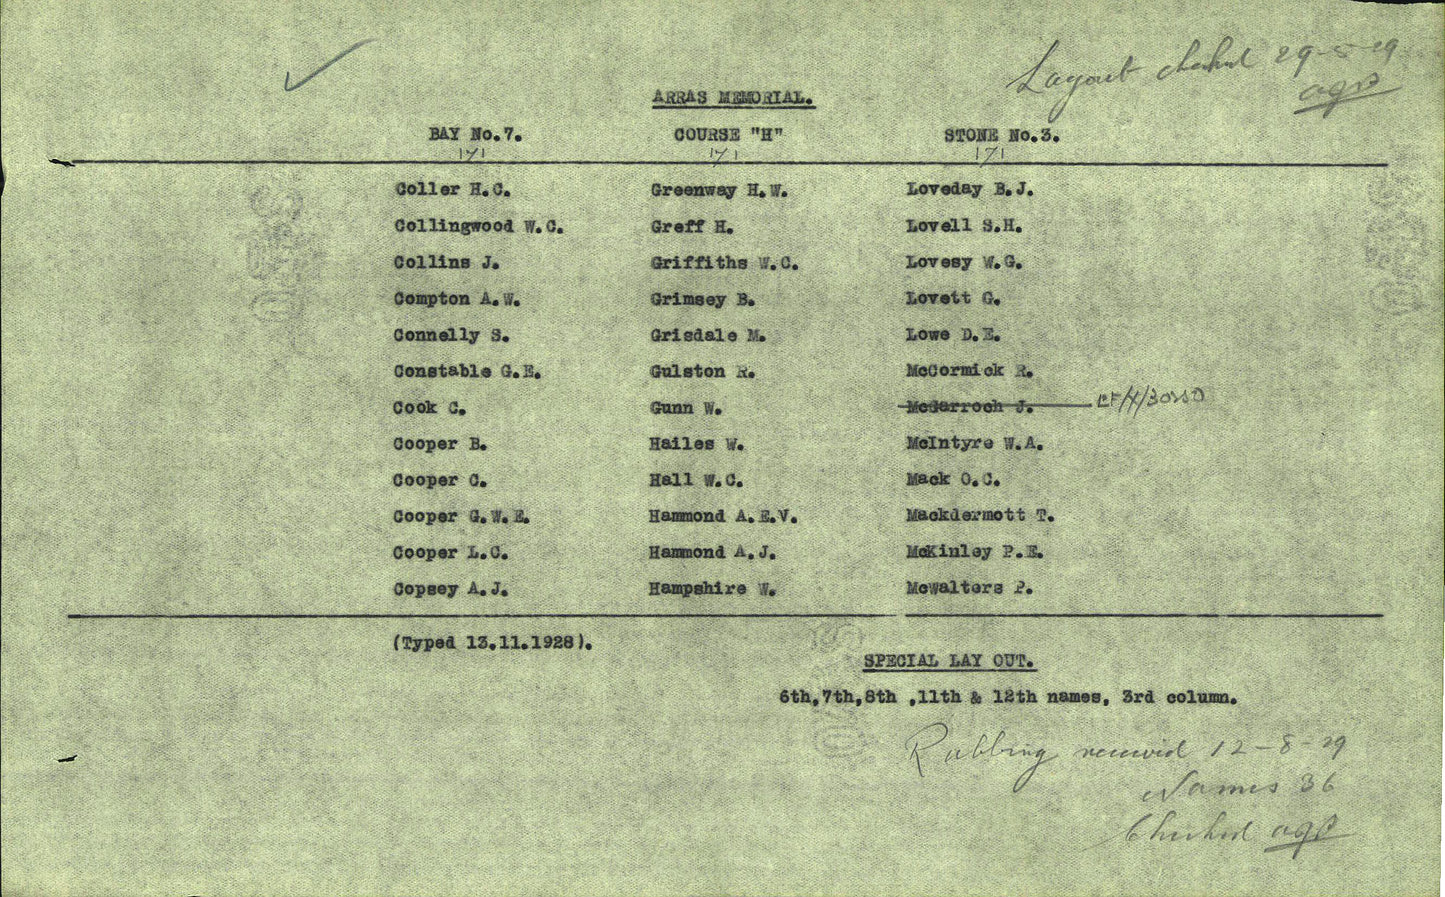 Layout checked 29-5-29
ARRAS MEMORIAL.
BAY No.7. COURSE "H" STONE No.3.
171 171 171
Coller H.C. Greenway H.W. Loveday B.J.
Collingwood W.C. Greff H. Lovell S.H.
Collins J. Griffiths W.C. Lovesy W.G.
Compton A.W. Grimsey B. Lovett G.
Connelly S. Grisdale M. Lowe D.E.
Constable G.E. Gulston R. McCormick R.
Cook C. Gunn W. McGarroch J.
Cooper B. Hailes W. McIntyre W.A.
Cooper C. Hall W.C. Mack O.C.
Cooper G.W.E. Hammond A.E.V. Mackdermott T.
Cooper L.C. Hammond A.J. McKinley P.E.
Copsey A.J. Hampshire W. McWalters P.
(Typed 13.11.1928).
SPECIAL LAY OUT.
6th,7th,8th ,11th & 12th names, 3rd column.
Rubbing received 12-8-29
Names 36
Checked